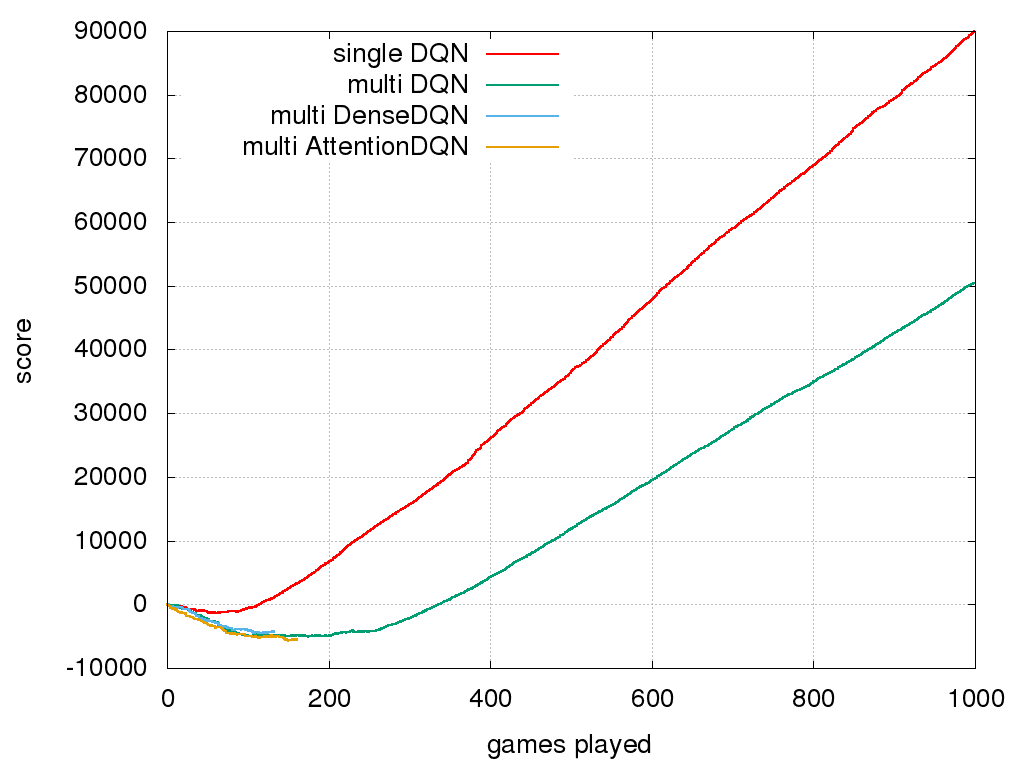 90000
80000
70000
60000
50000
40000
30000
20000
10000
0
-10000
score
single DQN
multi DQN
multi DenseDQN
multi AttentionDQN
0 200 400 600 800 1000
games played